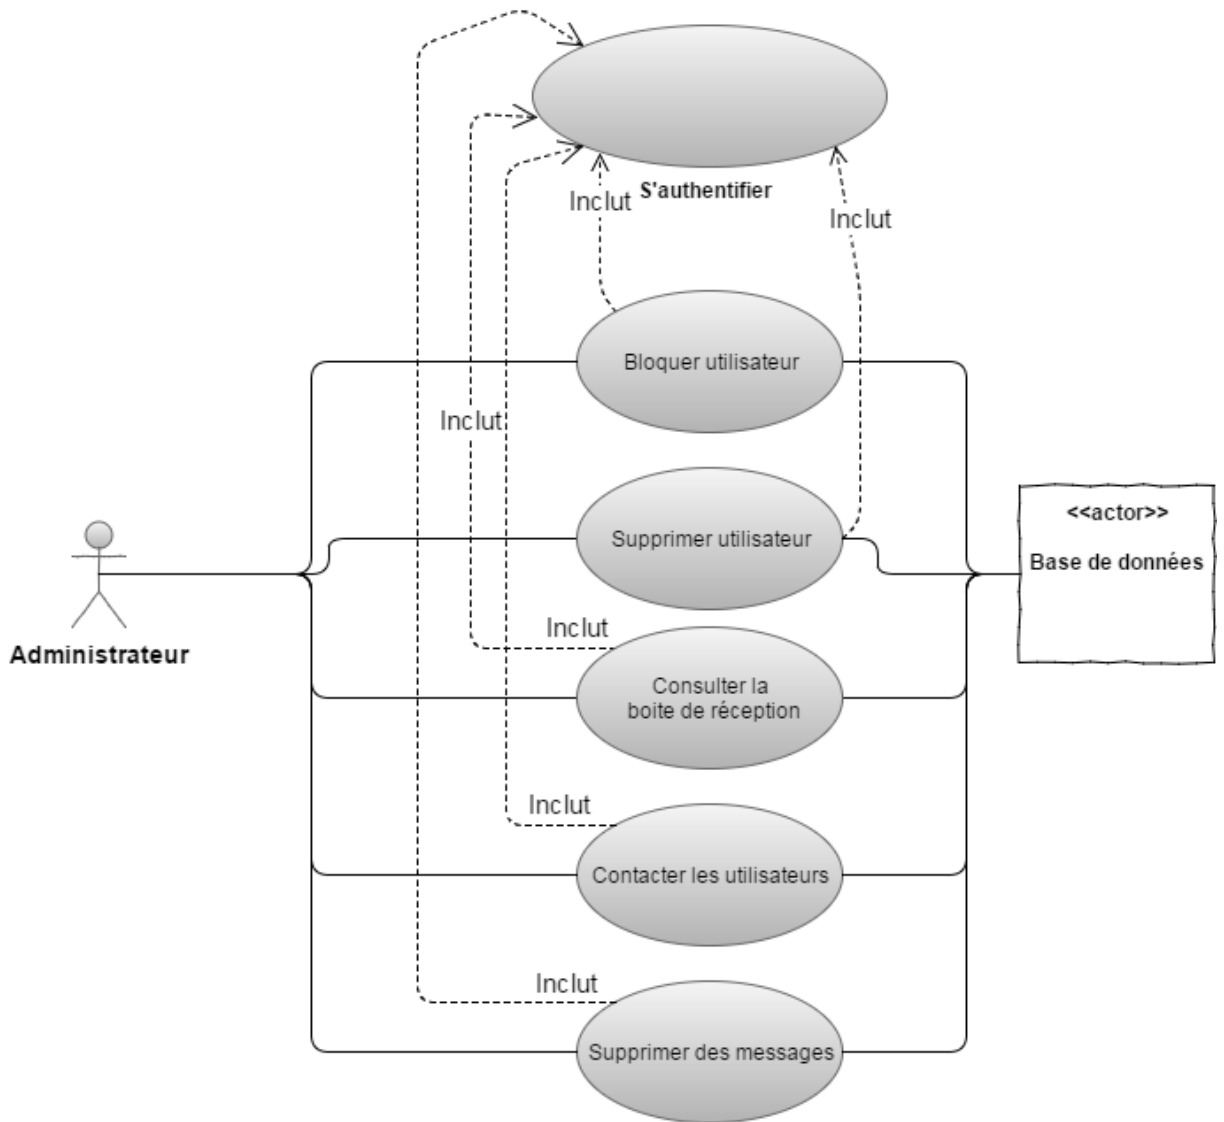 S'authentifier
Inclut
Inclut
Bloquer utilisateur
Inclut
<<actor>>
Supprimer utilisateur
Base de données
Inclut
Administrateur
Consulter la
boite de réception
Inclut
Contacter les utilisateurs
Inclut
Supprimer des messages